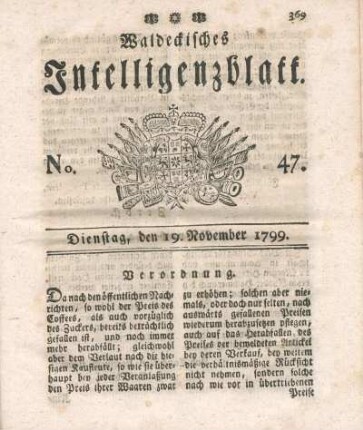 369
Waldeckisches
Intelligenzblatt.
No. 47.
Dienstag, den 19. November 1799.
Verordnung.
Da nach den öffentlichen Nach
richten, so wohl der Preis des
Coffees, als auch vorzüglich
des Zuckers, bereits beträchtlich
gefallen ist, und noch immer
mehr herabfällt; gleichwohl
aber dem Verlaut nach die hie-
sigen Kaufleute, so wie sie über-
haupt bey jeder Veranlassung
den Preis ihrer Waaren zwar
zu erhöhen; solchen aber nie-
mals, oder doch nur selten, nach
auswärts gefallenen Preisen
wiederum herabzusetzen pflegen,
auch auf das Herabfallen des
Preises der bemeldeten Artickel
bey deren Verkauf, bey weitem
die verhältnismäßige Rücksicht
nicht nehmen, sondern solche
nach wie vor in übertriebenen
Preise